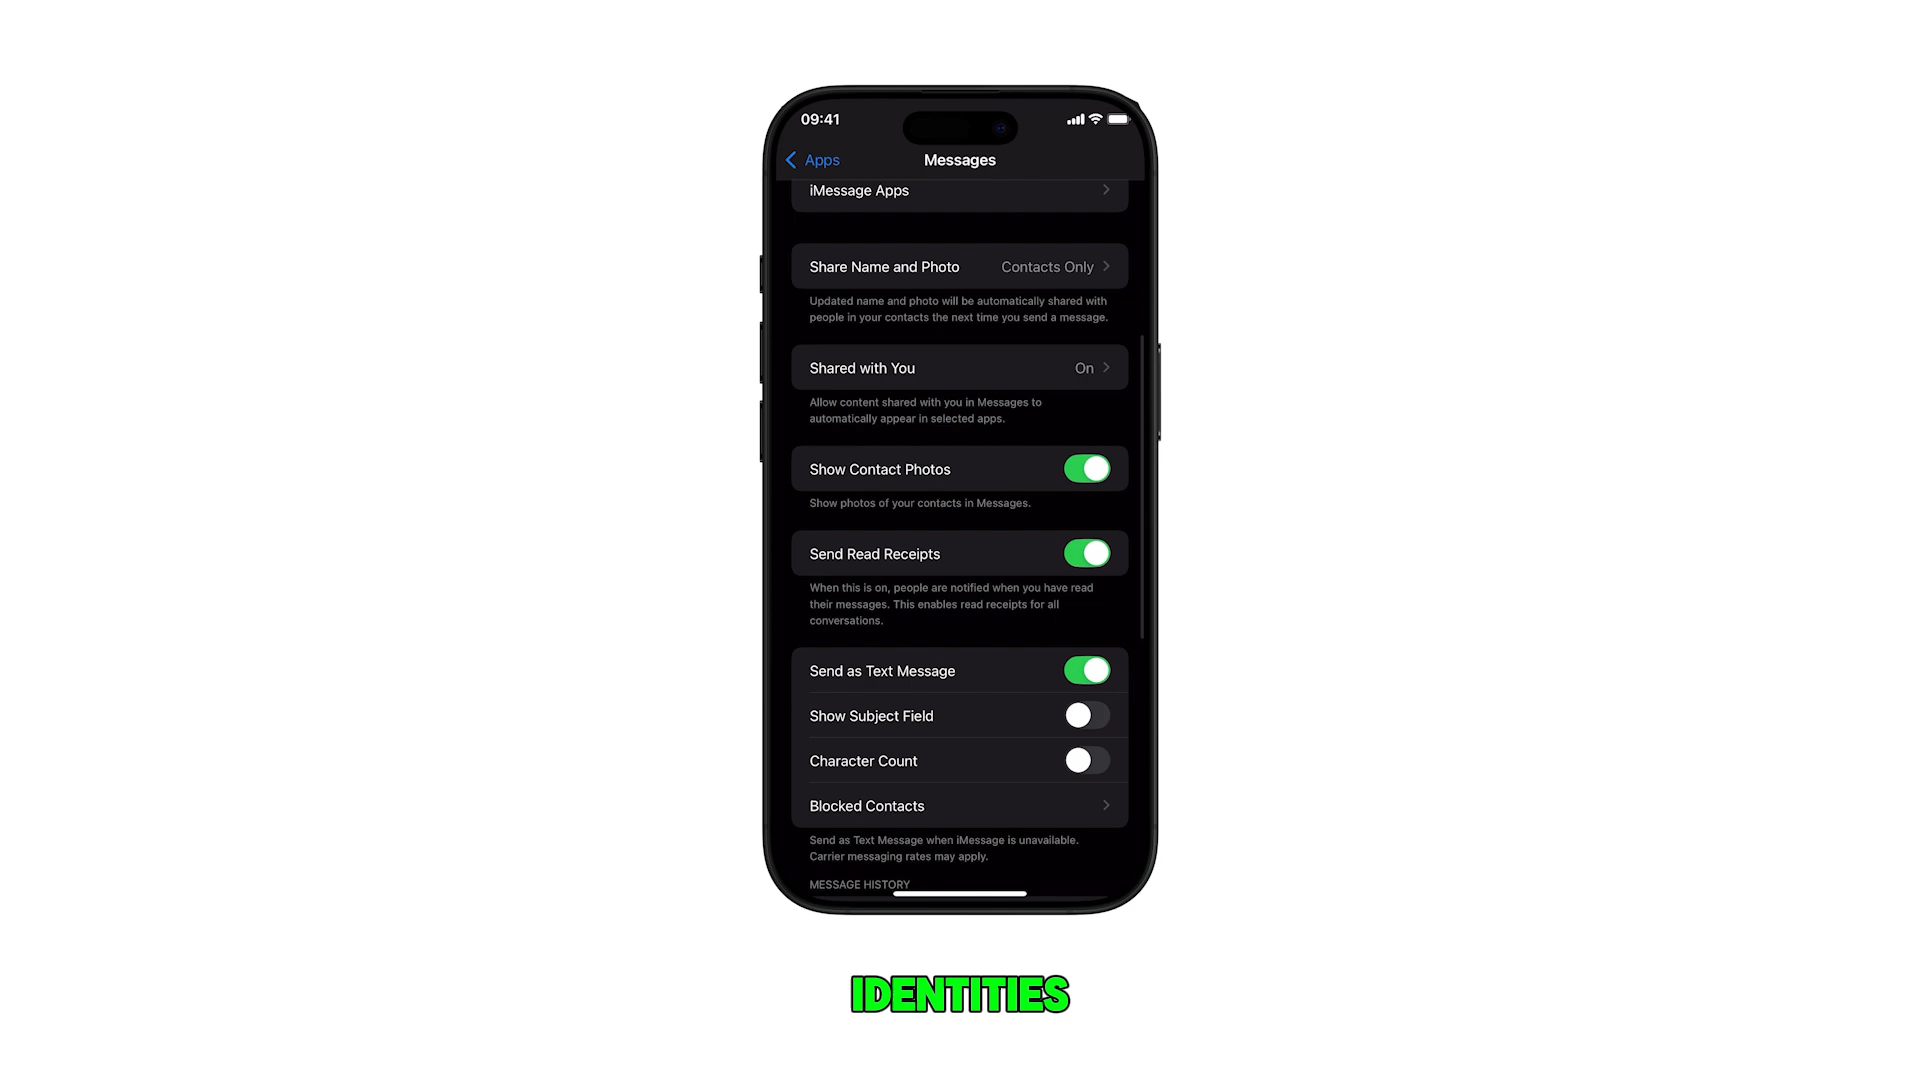 09:41
Apps
Messages
iMessage Apps
Share Name and Photo Contacts Only
Updated name and photo will be automatically shared with
people in your contacts the next time you send a message.
Shared with You On
Allow content shared with you in Messages to
automatically appear in selected apps.
Show Contact Photos
Show photos of your contacts in Messages.
Send Read Receipts
When this is on, people are notified when you have read
their messages. This enables read receipts for all
conversations.
Send as Text Message
Show Subject Field
Character Count
Blocked Contacts
Send as Text Message when iMessage is unavailable.
Carrier messaging rates may apply.
MESSAGE HISTORY
IDENTITIES